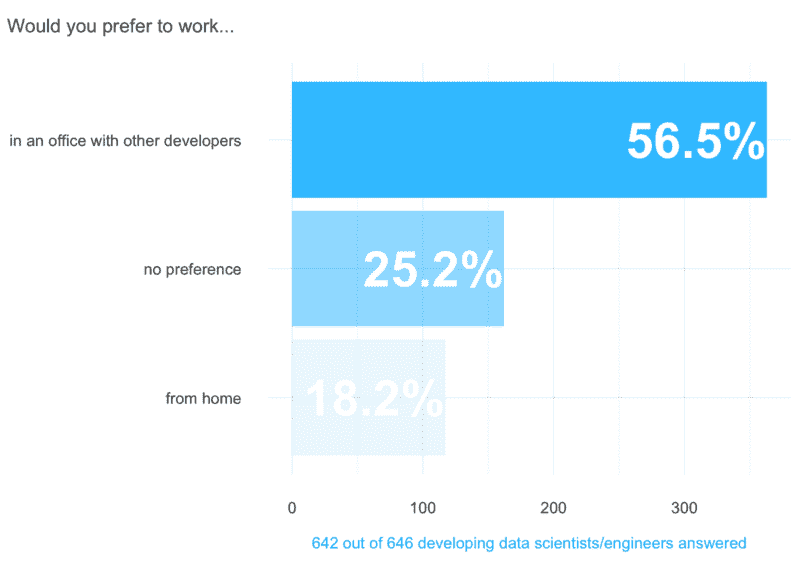 Would you prefer to work...
in an office with other developers
56.5%
no preference
25.2%
from home
18.2%
0 100 200 300
642 out of 646 developing data scientists/engineers answered